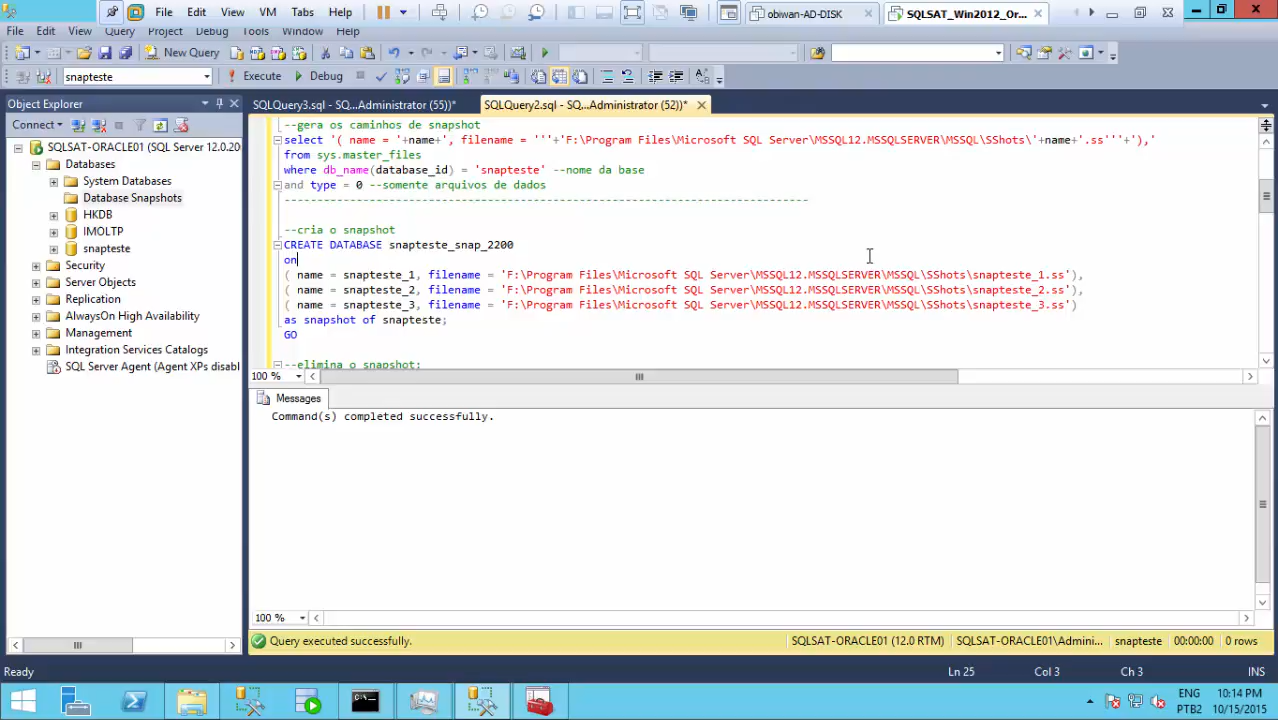 File Edit View VM Tabs Help
obiwan-AD-DISK
SQLSAT_Win2012_Or...
File Edit View Query Project Debug Tools Window Help
New Query
snapteste
Execute
Debug
Object Explorer
SQLQuery3.sql - SQ...Administrator (55))*
SQLQuery2.sql - SQ...Administrator (52))*
Connect
SQLSAT-ORACLE01 (SQL Server 12.0.20
Databases
System Databases
Database Snapshots
HKDB
IMOLTP
snapteste
Security
Server Objects
Replication
AlwaysOn High Availability
Management
Integration Services Catalogs
SQL Server Agent (Agent XPs disabl
--gera os caminhos de snapshot
select '( name = '+name+', filename = '''+'F:\Program Files\Microsoft SQL Server\MSSQL12.MSSQLSERVER\MSSQL\SShots\'+name+'.ss'''+'),'
from sys.master_files
where db_name(database_id) = 'snapteste' --nome da base
and type = 0 --somente arquivos de dados
--------------------------------------------------------------------------------
--cria o snapshot
CREATE DATABASE snapteste_snap_2200
on
( name = snapteste_1, filename = 'F:\Program Files\Microsoft SQL Server\MSSQL12.MSSQLSERVER\MSSQL\SShots\snapteste_1.ss'),
( name = snapteste_2, filename = 'F:\Program Files\Microsoft SQL Server\MSSQL12.MSSQLSERVER\MSSQL\SShots\snapteste_2.ss'),
( name = snapteste_3, filename = 'F:\Program Files\Microsoft SQL Server\MSSQL12.MSSQLSERVER\MSSQL\SShots\snapteste_3.ss')
as snapshot of snapteste;
GO
--elimina o snapshot:
100 %
Messages
Command(s) completed successfully.
100 %
Query executed successfully.
SQLSAT-ORACLE01 (12.0 RTM)
SQLSAT-ORACLE01\Admini...
snapteste
00:00:00
0 rows
Ready
Ln 25
Col 3
Ch 3
INS
ENG
PTB2
10:14 PM
10/15/2015